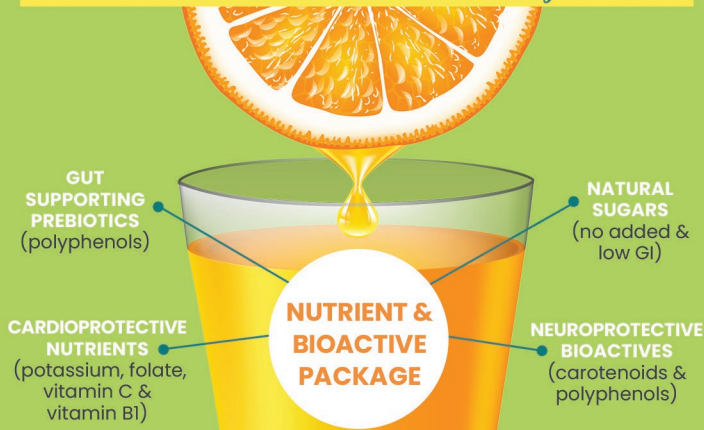 GUT
SUPPORTING
PREBIOTICS
(polyphenols)
NATURAL
SUGARS
(no added &
low GI)
NUTRIENT &
BIOACTIVE
PACKAGE
CARDIOPROTECTIVE
NUTRIENTS
(potassium, folate,
vitamin C &
vitamin B1)
NEUROPROTECTIVE
BIOACTIVES
(carotenoids &
polyphenols)